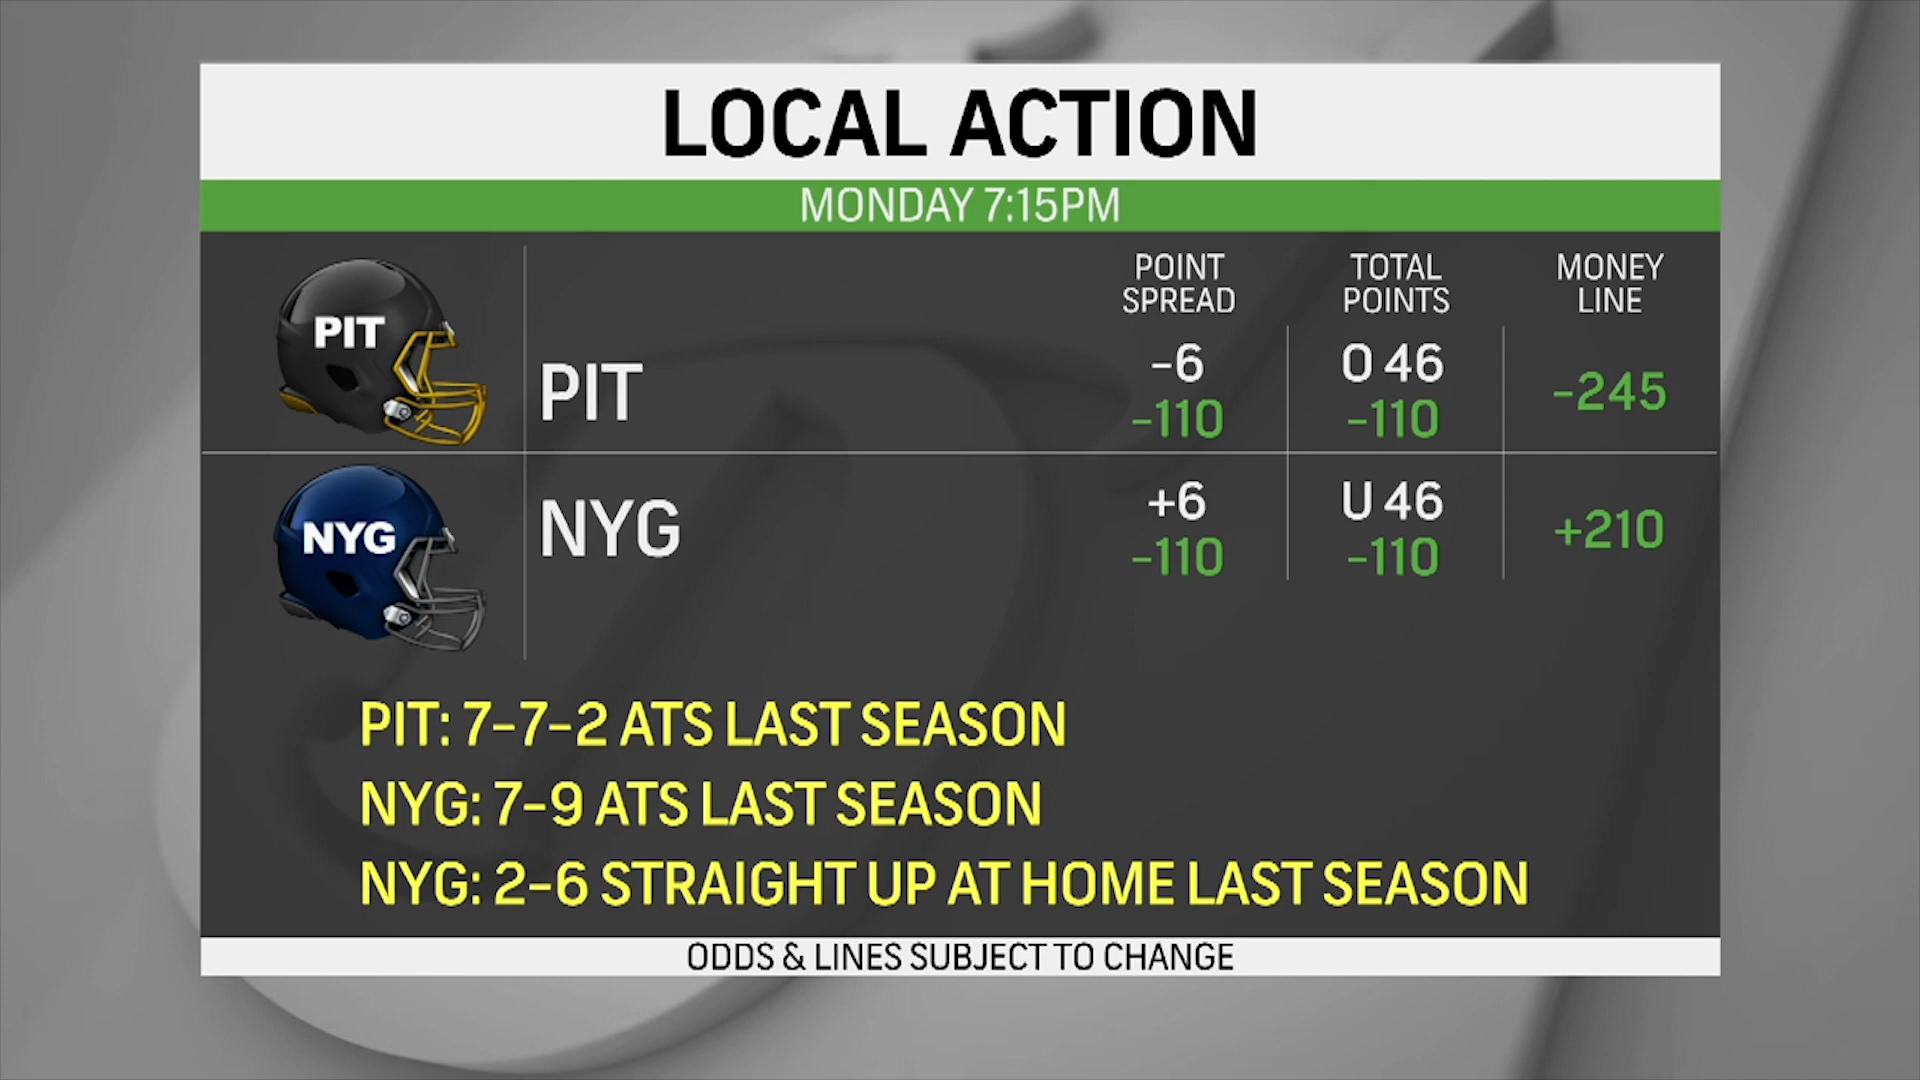 LOCAL ACTION
MONDAY 7:15PM
POINT SPREAD
TOTAL POINTS
MONEY LINE
PIT
PIT
-6
-110
O 46
-110
-245
NYG
NYG
+6
-110
U 46
-110
+210
PIT: 7-7-2 ATS LAST SEASON
NYG: 7-9 ATS LAST SEASON
NYG: 2-6 STRAIGHT UP AT HOME LAST SEASON
ODDS & LINES SUBJECT TO CHANGE